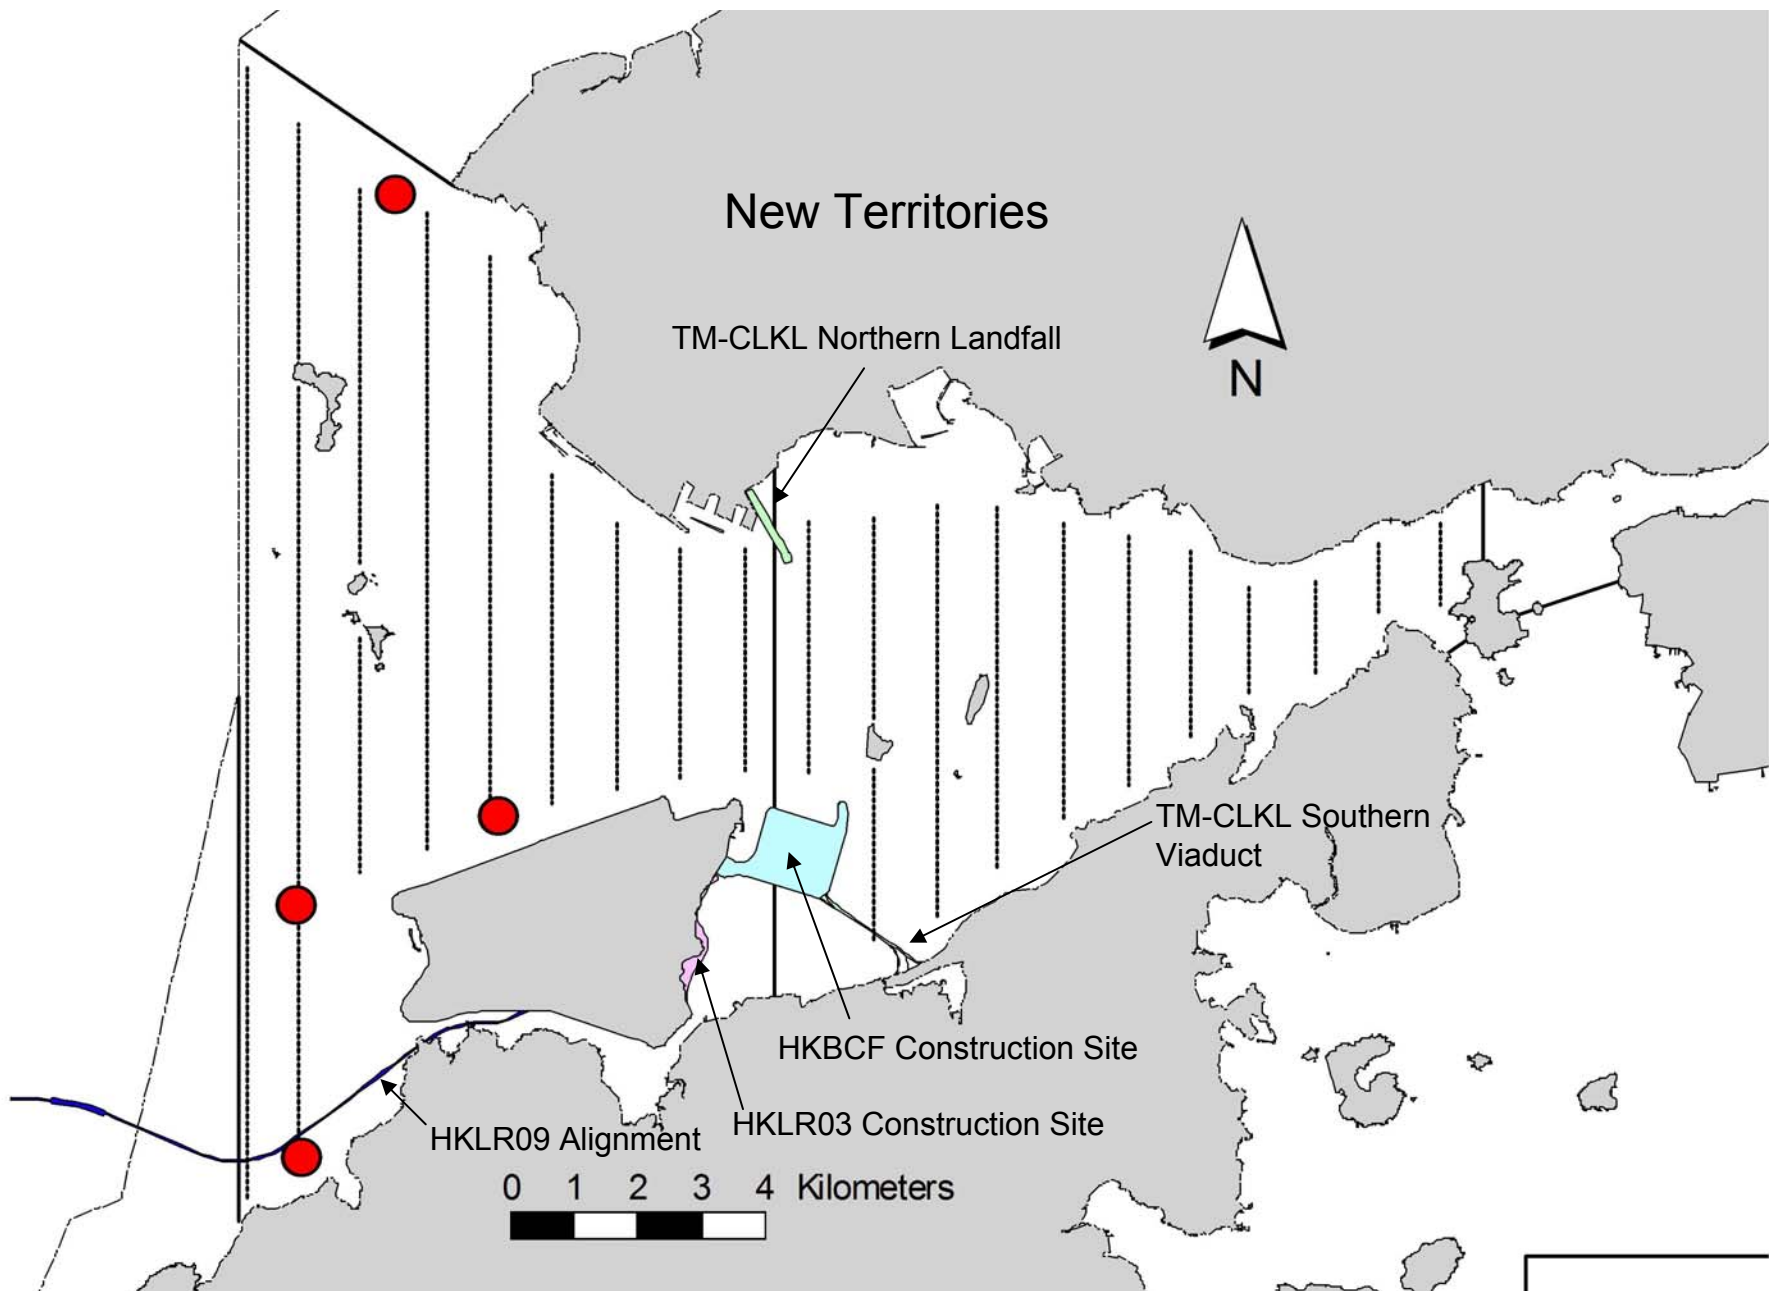 New Territories
TM-CLKL Northern Landfall
N
TM-CLKL Southern
Viaduct
HKBCF Construction Site
HKLR03 Construction Site
HKLR09 Alignment
0 1 2 3 4 Kilometers